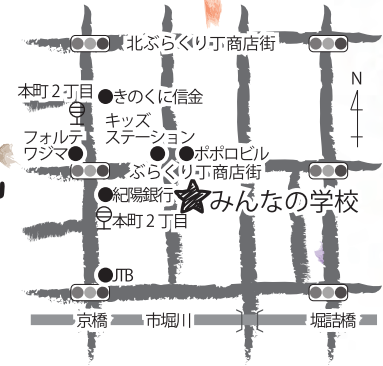 北ぶらくり丁商店街
N
本町2丁目
きのくに信金
キッズ
ステーション
フォルテ
ワジマ
ポポロビル
ぶらくり丁商店街
紀陽銀行
みんなの学校
本町2丁目
JTB
京橋
市堀川
堀詰橋